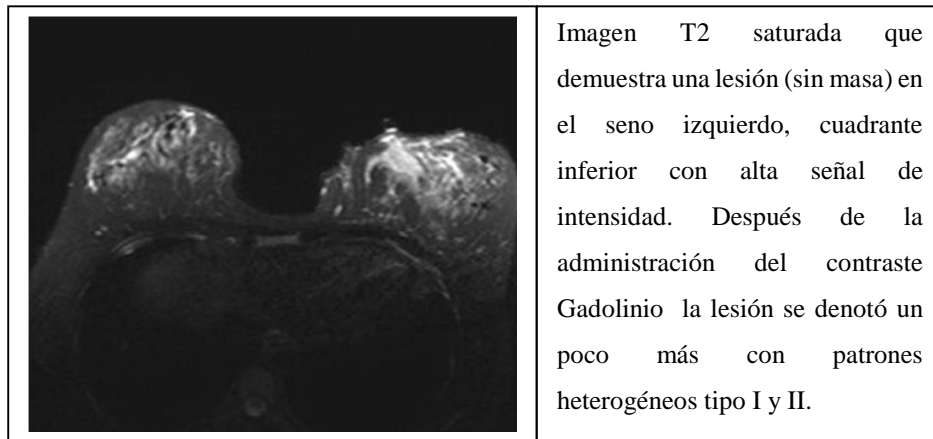 Imagen T2 saturada que
demuestra una lesión (sin masa) en
el seno izquierdo, cuadrante
inferior con alta señal de
intensidad. Después de la
administración del contraste
Gadolinio la lesión se denotó un
poco más con patrones
heterogéneos tipo I y II.